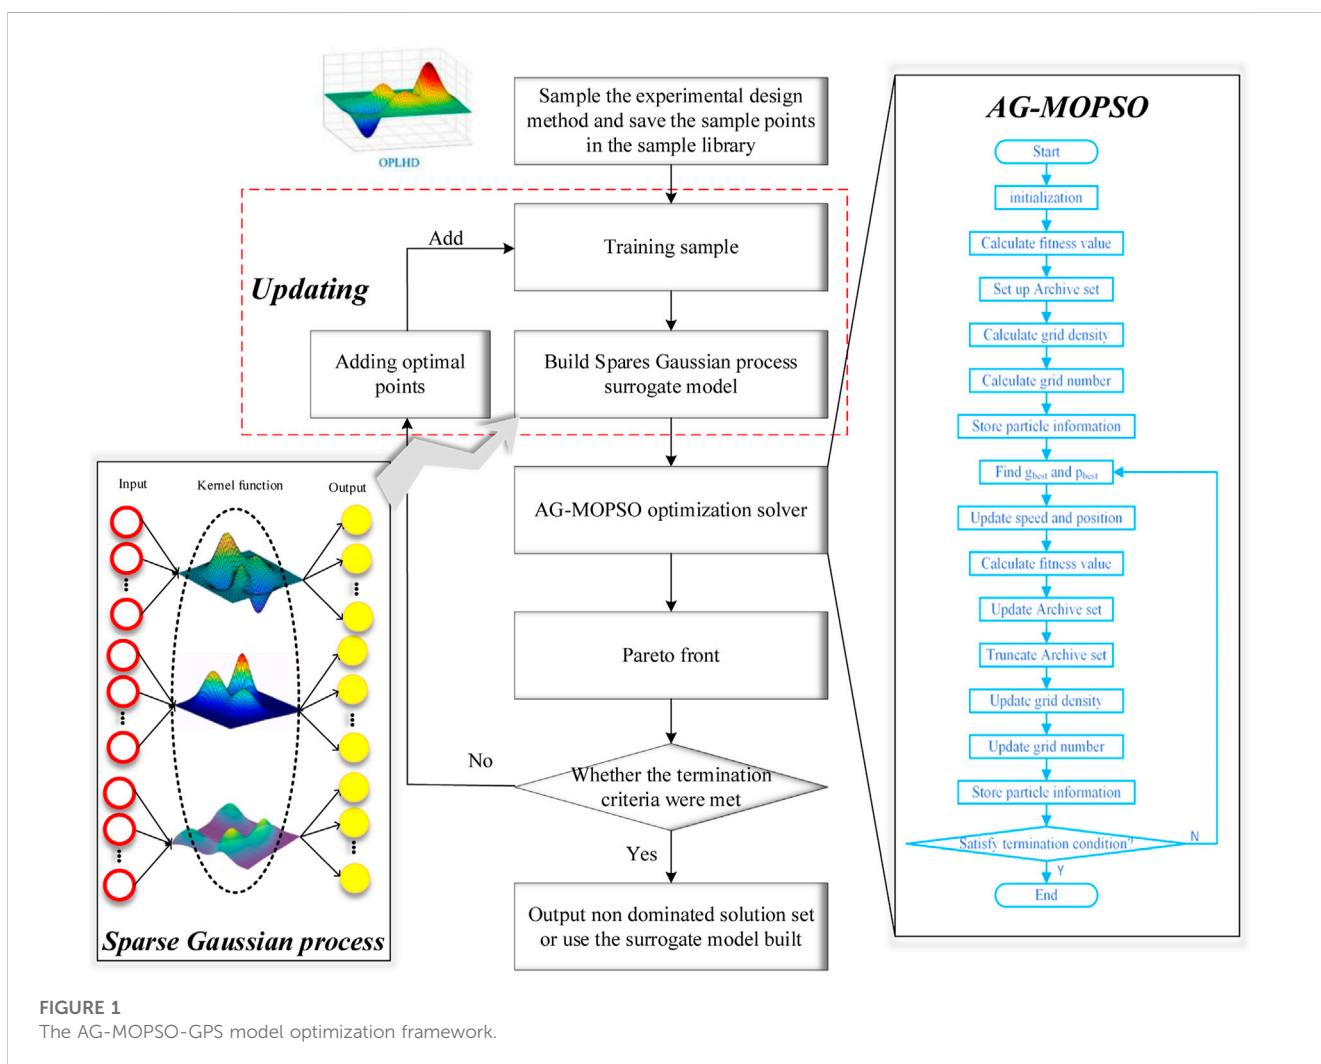 OPLHD
Sample the experimental design
method and save the sample points
in the sample library
Updating
Add
Training sample
Adding optimal
points
Build Spares Gaussian process
surrogate model
Input
Kernel function
Output
Sparse Gaussian process
AG-MOPSO optimization solver
Pareto front
No
Whether the termination
criteria were met
Yes
Output non dominated solution set
or use the surrogate model built
AG-MOPSO
Start
initialization
Calculate fitness value
Set up Archive set
Calculate grid density
Calculate grid number
Store particle information
Find gbest and pbest
Update speed and position
Calculate fitness value
Update Archive set
Truncate Archive set
Update grid density
Update grid number
Store particle information
Satisfy termination condition?
N
Y
End
FIGURE 1
The AG-MOPSO-GPS model optimization framework.